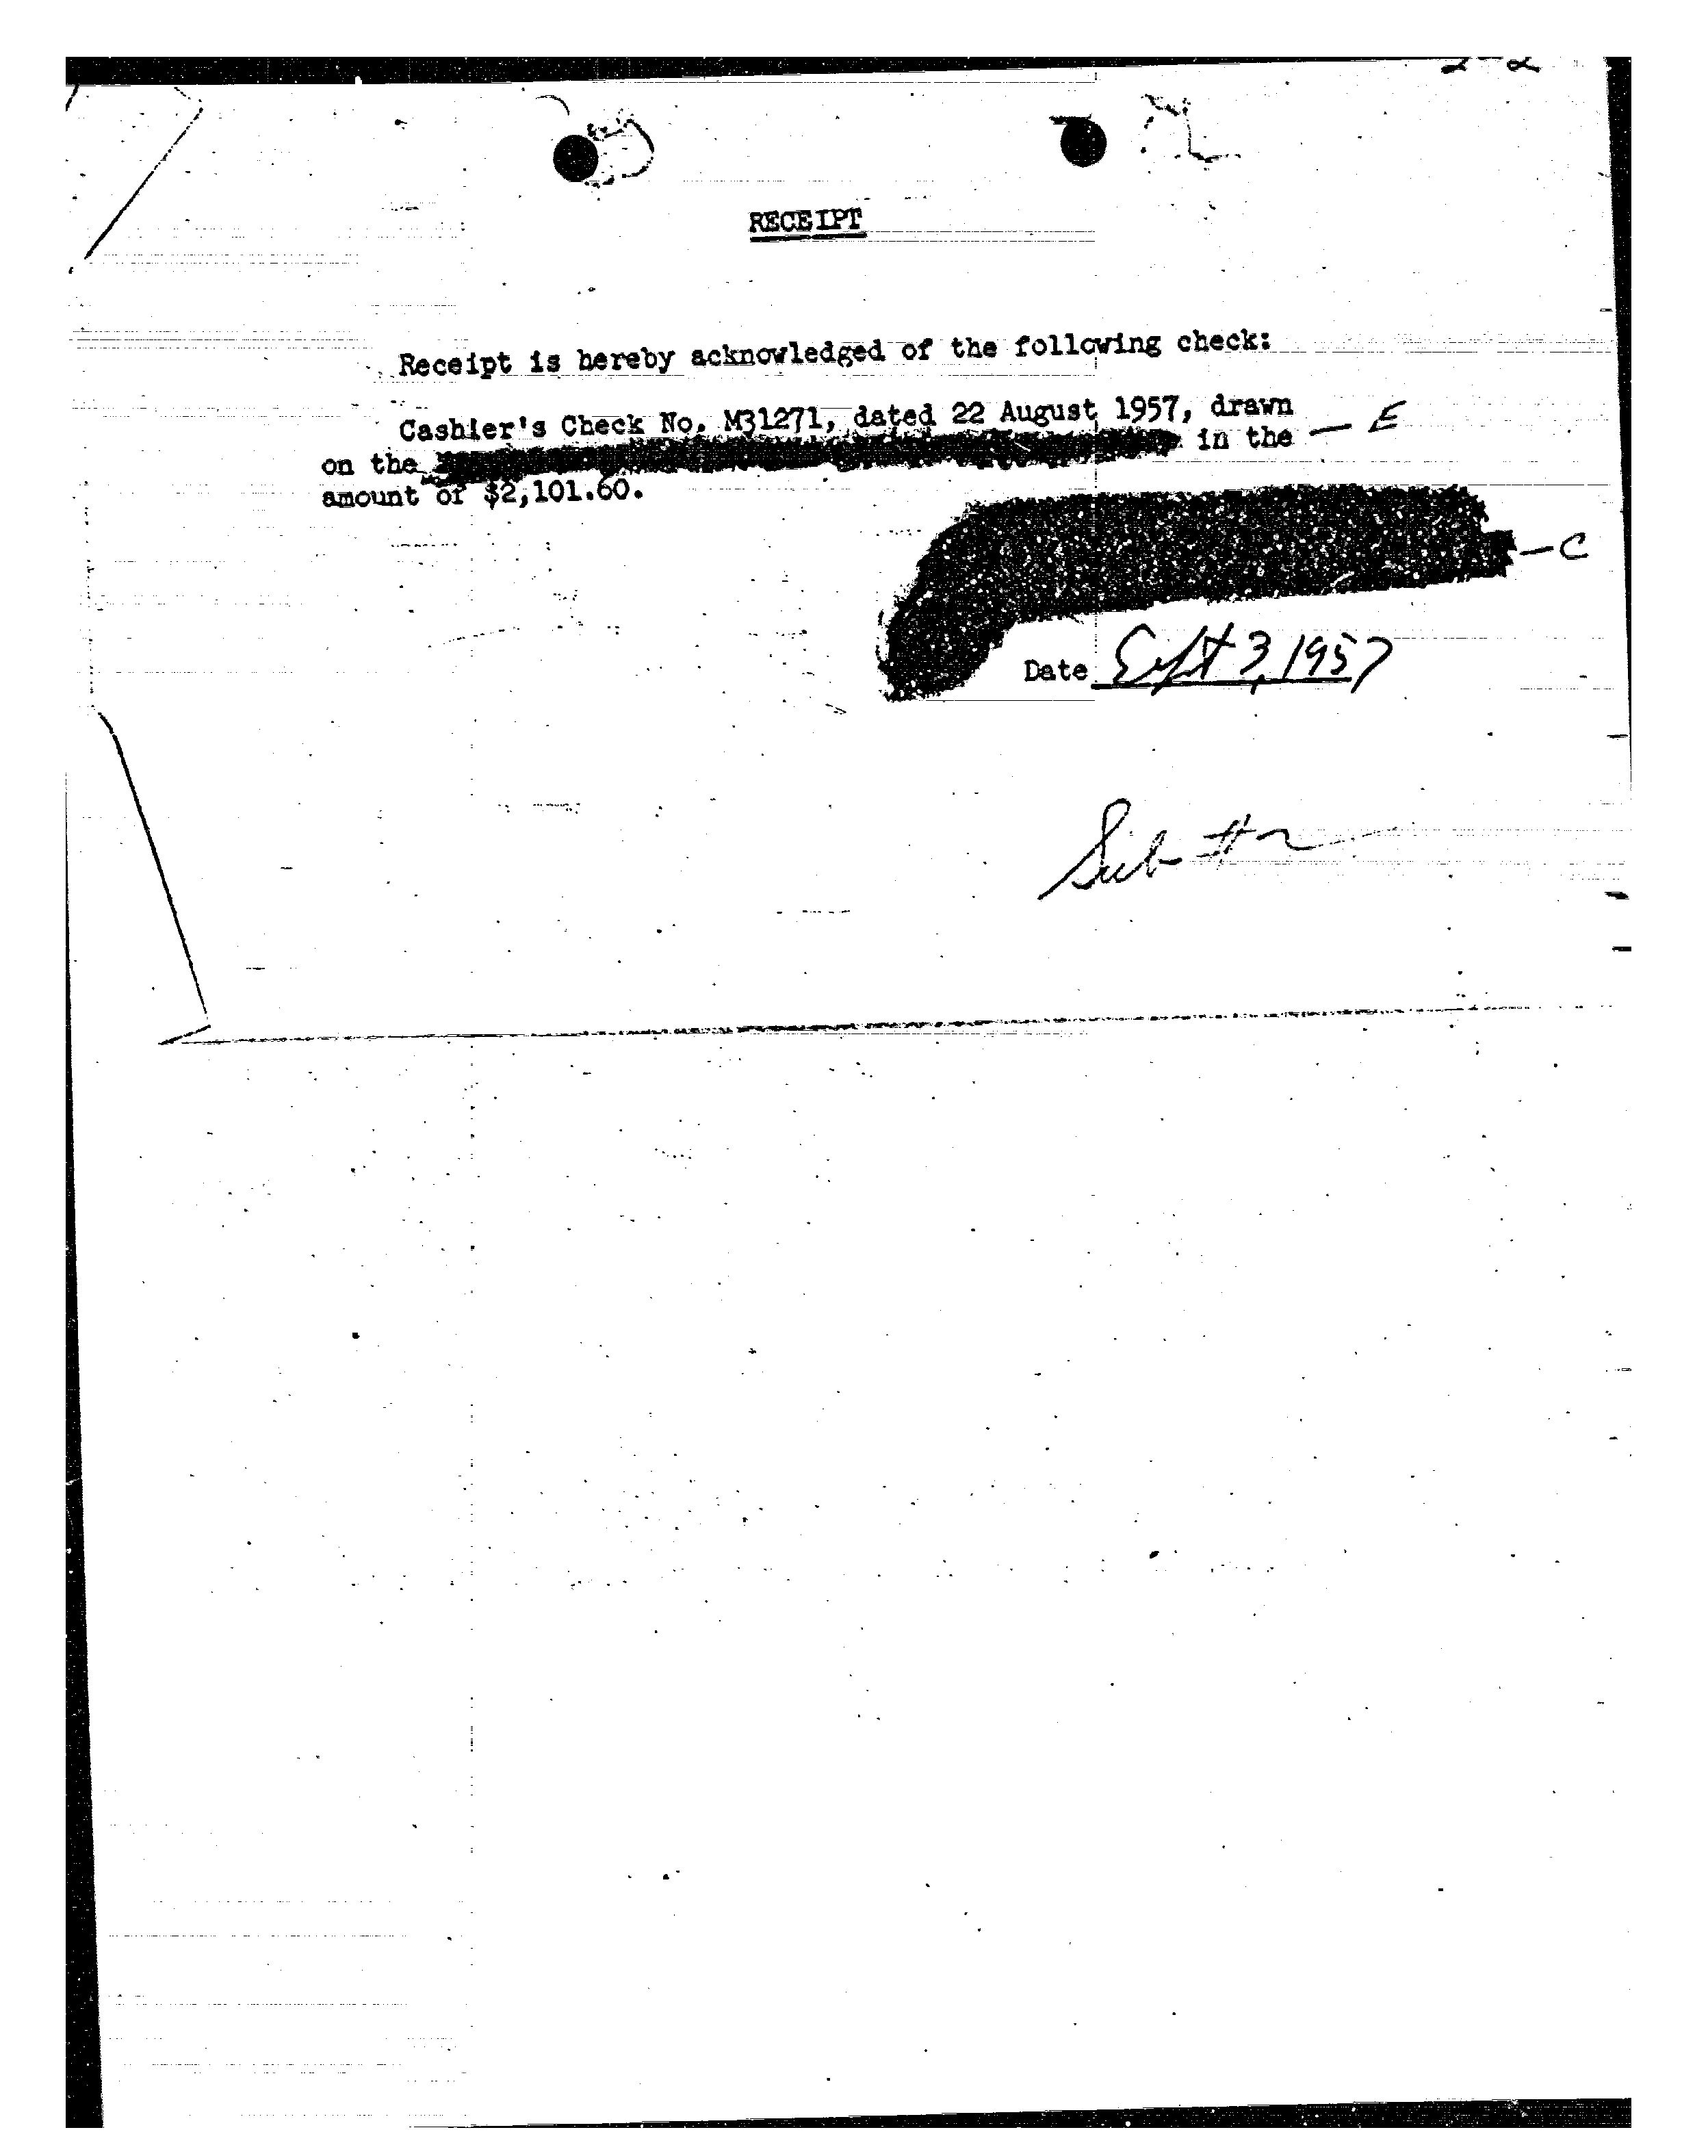 RECEIPT
Receipt is hereby acknowledged of the following check:
Cashier's Check No. M31271, dated 22 August 1957, drawn
on the in the — E
amount of $2,101.60.
— C
Date Sept 3, 1957
Sub #2